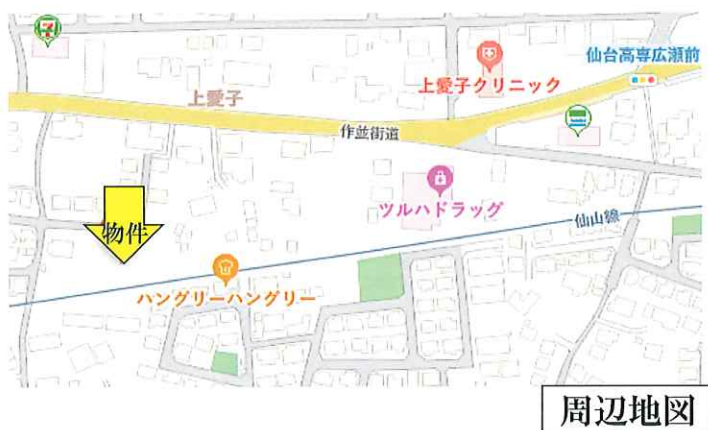 仙台高専広瀬前
上愛子クリニック
上愛子
作並街道
ツルハドラッグ
仙山線
物件
ハングリーハングリー
周辺地図